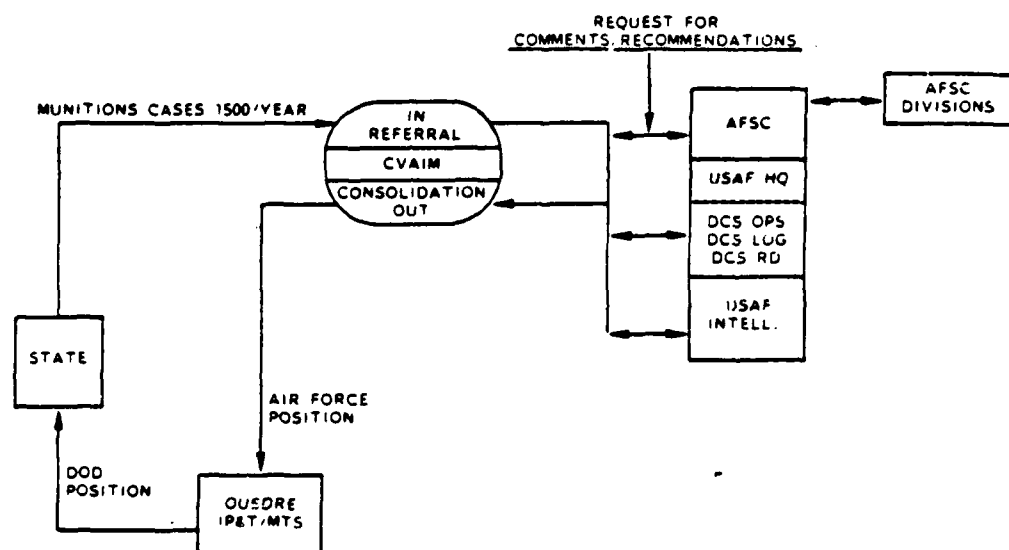 REQUEST FOR
COMMENTS, RECOMMENDATIONS
MUNITIONS CASES 1500/YEAR
IN
REFERRAL
CVAIM
CONSOLIDATION
OUT
AFSC
AFSC
DIVISIONS
USAF HQ
DCS OPS
DCS LOG
DCS RD
USAF
INTELL.
STATE
AIR FORCE
POSITION
DOD
POSITION
OUSDRE
IP&T/MTS